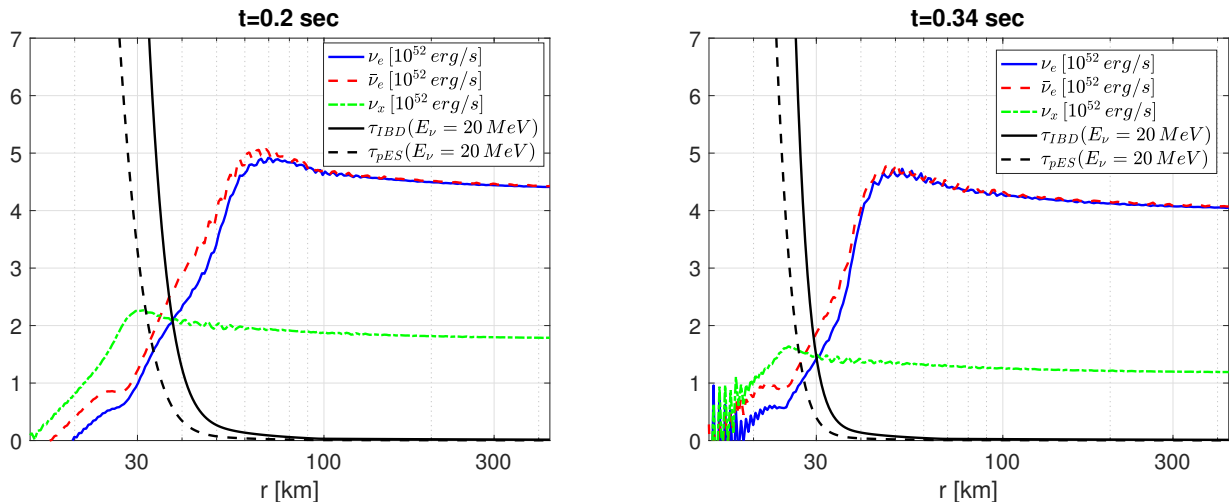 t=0.2 sec
7
6
5
4
3
2
1
0
ν_e [10^52 erg/s]
ν̄_e [10^52 erg/s]
ν_x [10^52 erg/s]
τ_IBD(E_ν = 20 MeV)
τ_pES(E_ν = 20 MeV)
30 100 300
r [km]
t=0.34 sec
7
6
5
4
3
2
1
0
ν_e [10^52 erg/s]
ν̄_e [10^52 erg/s]
ν_x [10^52 erg/s]
τ_IBD(E_ν = 20 MeV)
τ_pES(E_ν = 20 MeV)
30 100 300
r [km]